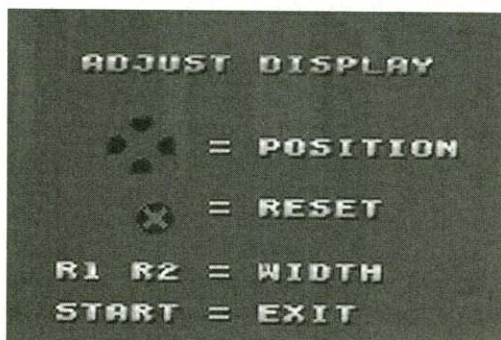 ADJUST DISPLAY
= POSITION
= RESET
R1 R2 = WIDTH
START = EXIT